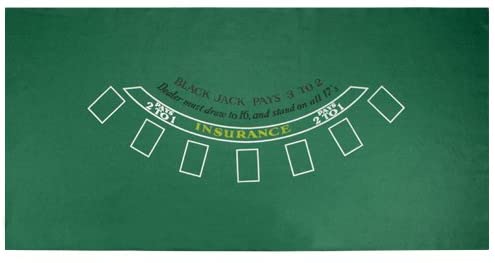 BLACK JACK PAYS 3 TO 2
Dealer must draw to 16, and stand on all 17's
PAYS
2 TO 1
INSURANCE
PAYS
2 TO 1